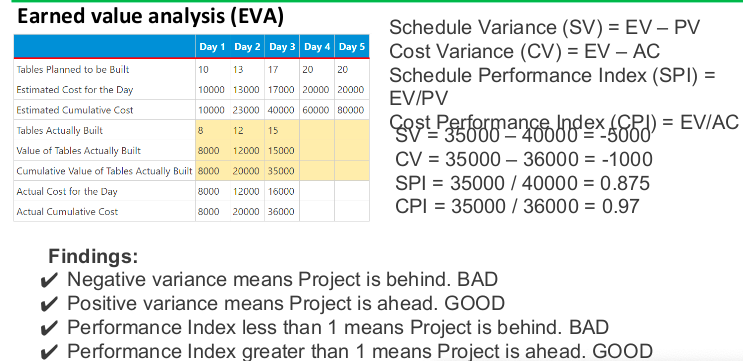 Earned value analysis (EVA)
Day 1 Day 2 Day 3 Day 4 Day 5
Tables Planned to be Built 10 13 17 20 20
Estimated Cost for the Day 10000 13000 17000 20000 20000
Estimated Cumulative Cost 10000 23000 40000 60000 80000
Tables Actually Built 8 12 15
Value of Tables Actually Built 8000 12000 15000
Cumulative Value of Tables Actually Built 8000 20000 35000
Actual Cost for the Day 8000 12000 16000
Actual Cumulative Cost 8000 20000 36000
Schedule Variance (SV) = EV – PV
Cost Variance (CV) = EV – AC
Schedule Performance Index (SPI) =
EV/PV
Cost Performance Index (CPI) = EV/AC
SV = 35000 – 40000 = -5000
CV = 35000 – 36000 = -1000
SPI = 35000 / 40000 = 0.875
CPI = 35000 / 36000 = 0.97
Findings:
✔ Negative variance means Project is behind. BAD
✔ Positive variance means Project is ahead. GOOD
✔ Performance Index less than 1 means Project is behind. BAD
✔ Performance Index greater than 1 means Project is ahead. GOOD